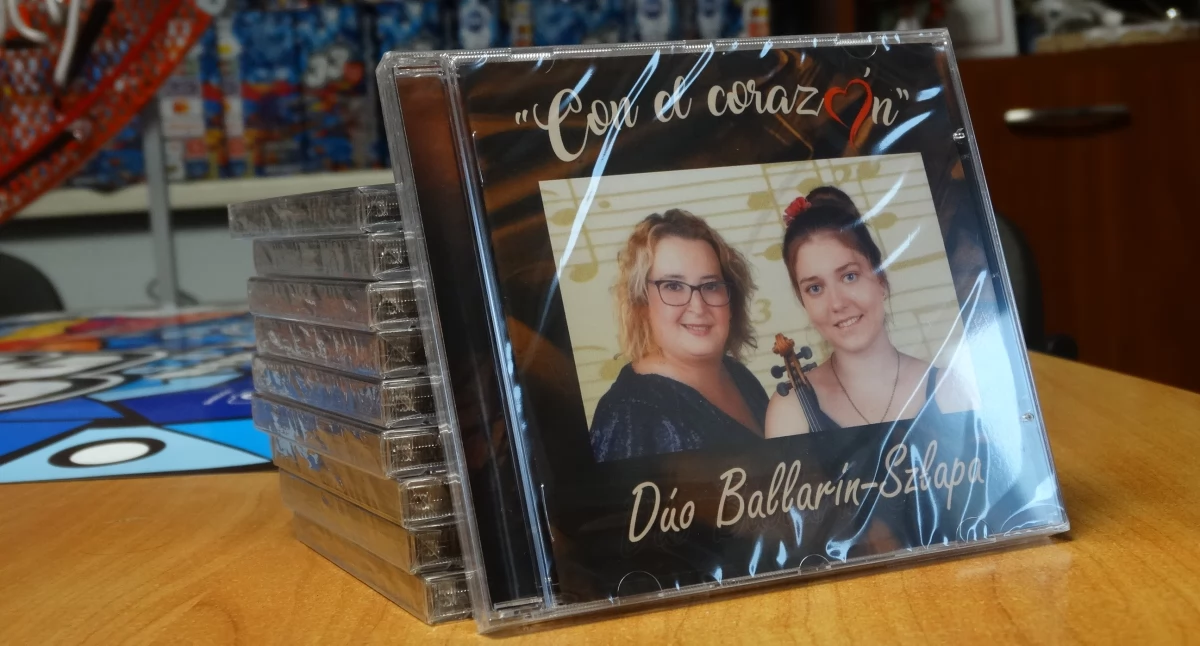 "Con el corazón"
Dúo Ballarín-Szłapa